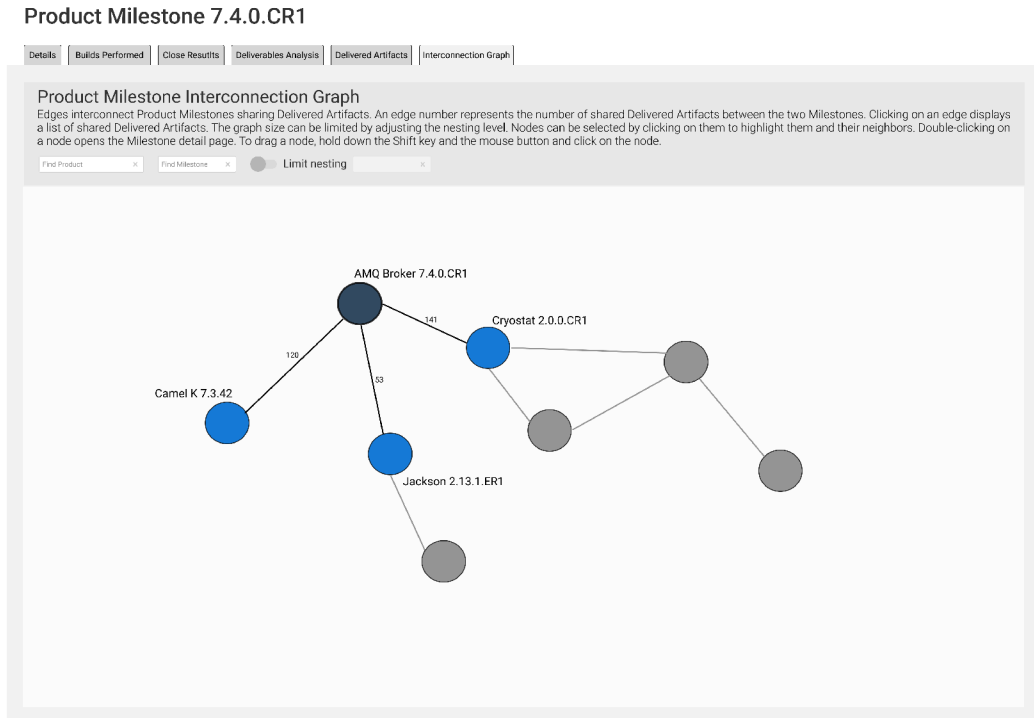 Product Milestone 7.4.0.CR1
Details Builds Performed Close Resutlts Deliverables Analysis Delivered Artifacts Interconnection Graph
Product Milestone Interconnection Graph
Edges interconnect Product Milestones sharing Delivered Artifacts. An edge number represents the number of shared Delivered Artifacts between the two Milestones. Clicking on an edge displays
a list of shared Delivered Artifacts. The graph size can be limited by adjusting the nesting level. Nodes can be selected by clicking on them to highlight them and their neighbors. Double-clicking on
a node opens the Milestone detail page. To drag a node, hold down the Shift key and the mouse button and click on the node.
Find Product × Find Milestone × Limit nesting ×
AMQ Broker 7.4.0.CR1
141
Cryostat 2.0.0.CR1
120
53
Camel K 7.3.42
Jackson 2.13.1.ER1